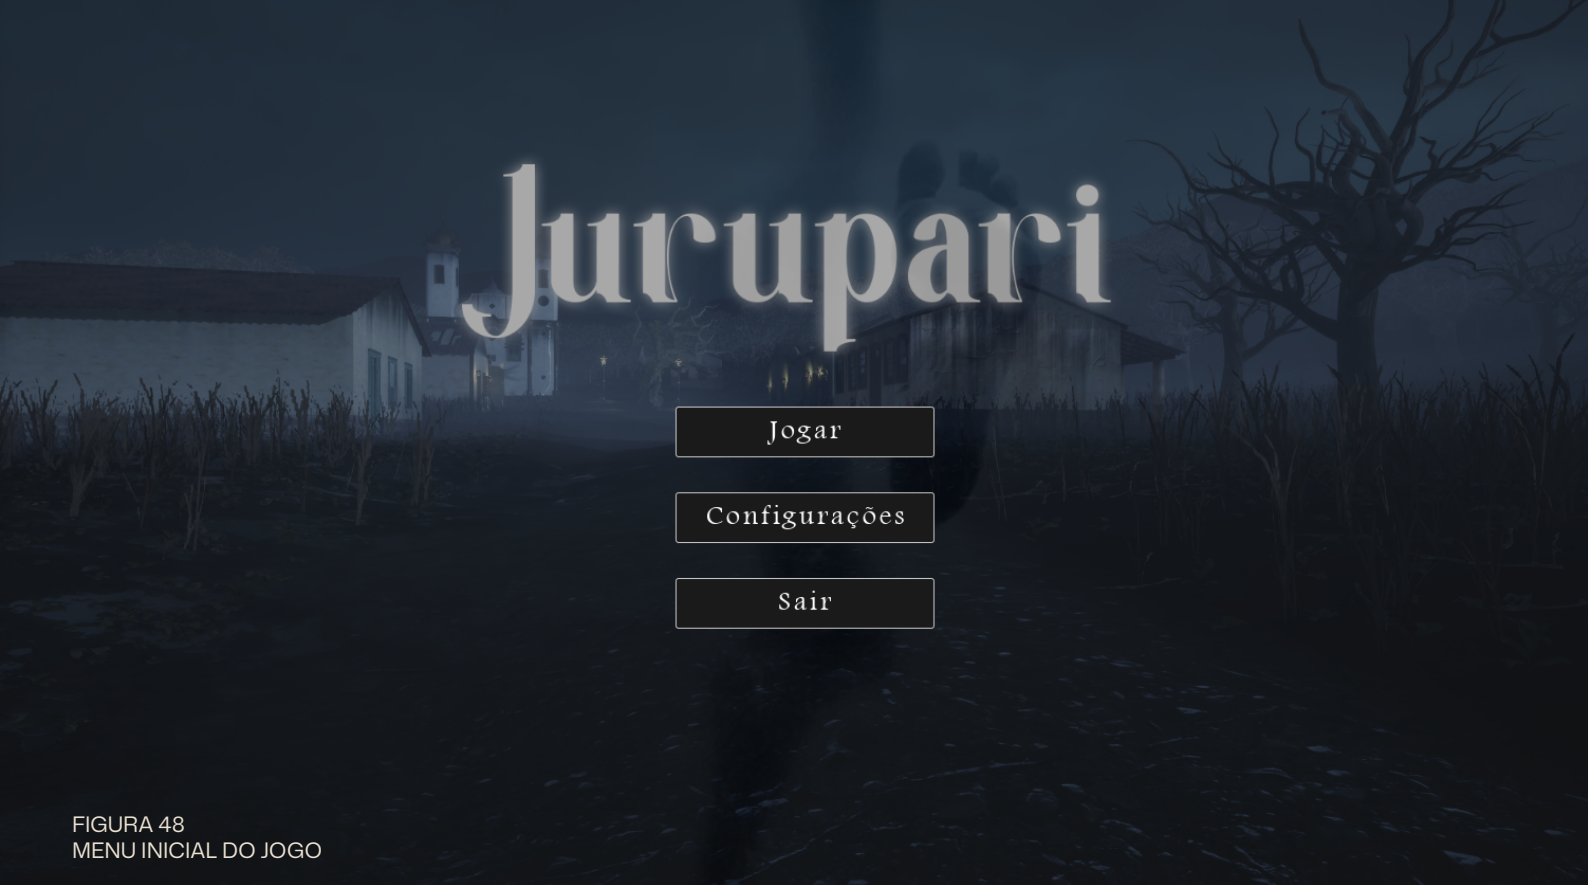 Jurupari
Jogar
Configurações
Sair
FIGURA 48
MENU INICIAL DO JOGO